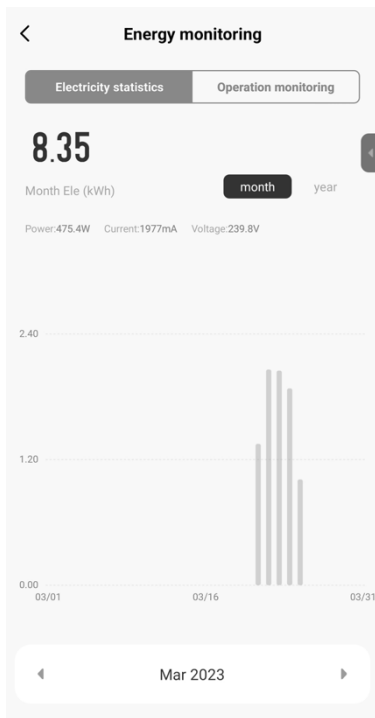 Energy monitoring
Electricity statistics Operation monitoring
8.35
Month Ele (kWh) month year
Power:475.4W Current:1977mA Voltage:239.8V
2.40
1.20
0.00
03/01 03/16 03/31
Mar 2023